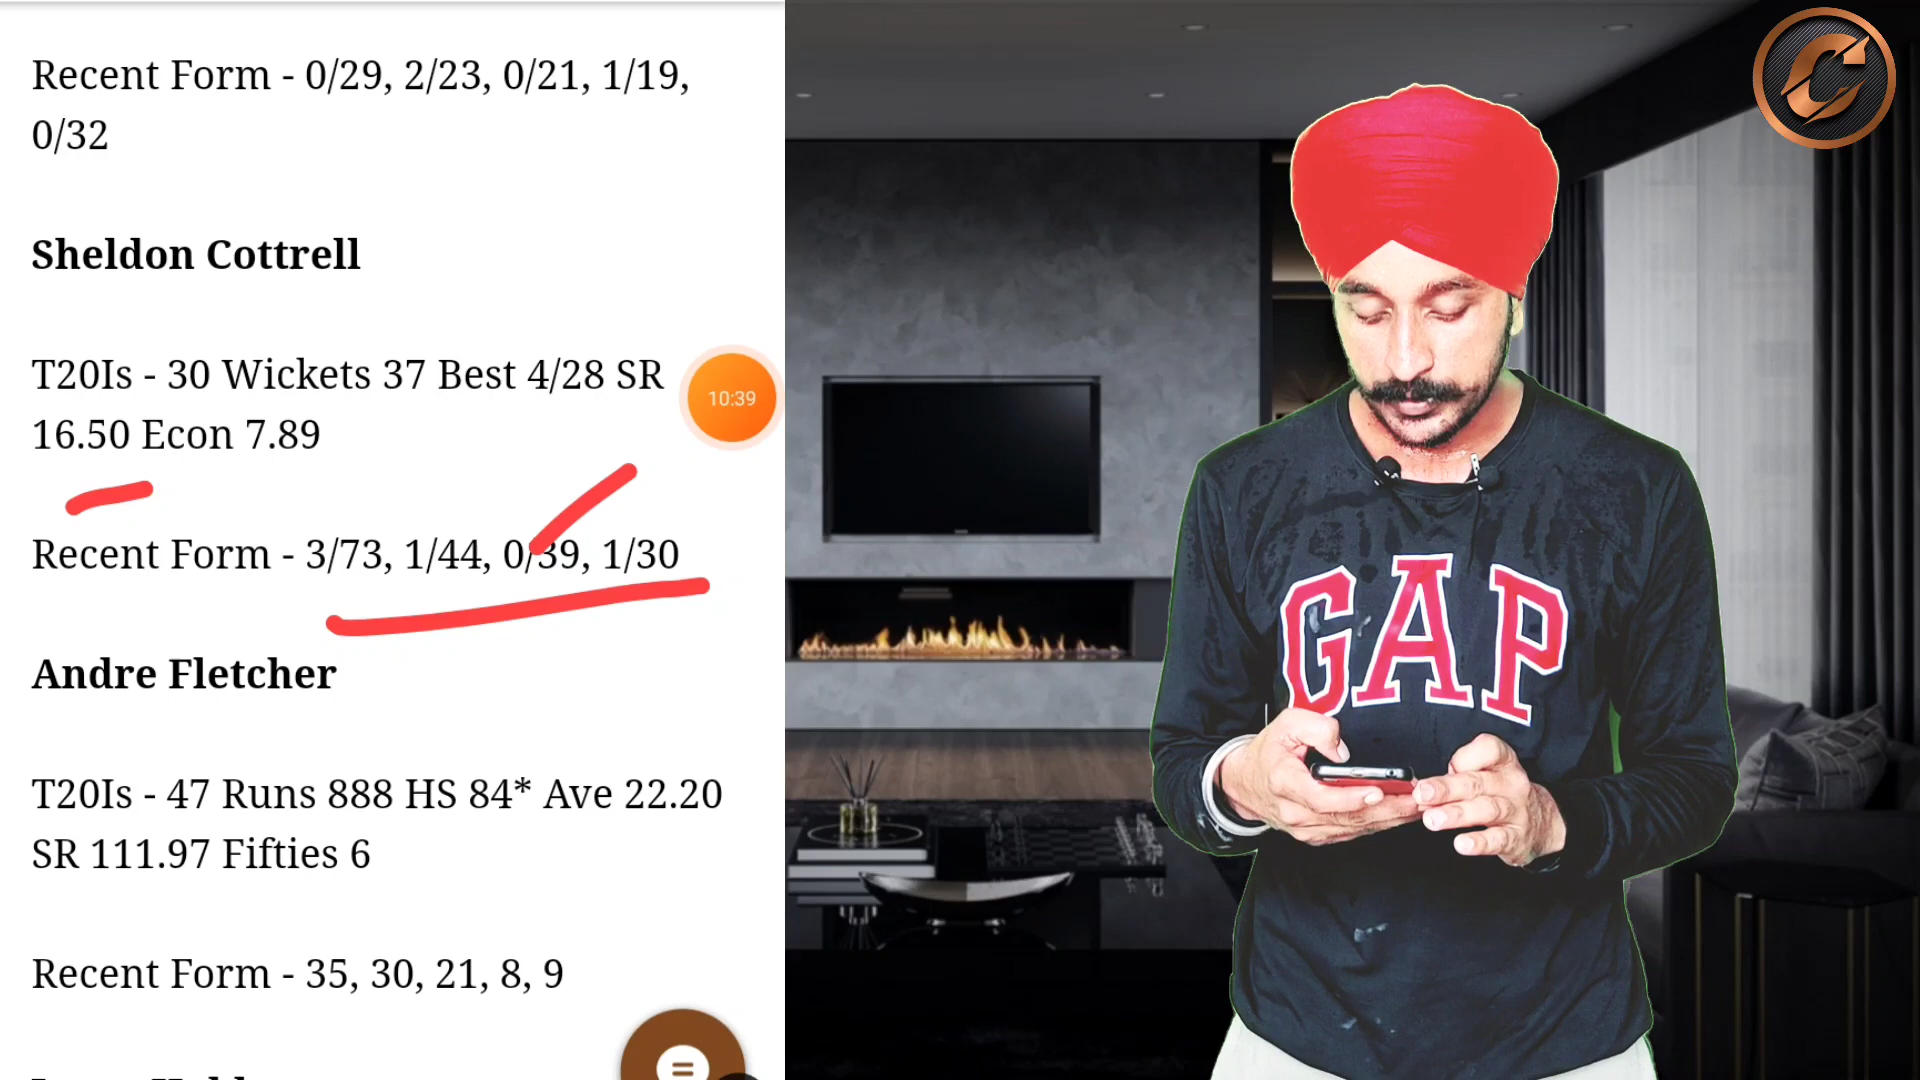 Recent Form - 0/29, 2/23, 0/21, 1/19,
0/32
Sheldon Cottrell
T20Is - 30 Wickets 37 Best 4/28 SR
16.50 Econ 7.89
10:39
Recent Form - 3/73, 1/44, 0/39, 1/30
Andre Fletcher
T20Is - 47 Runs 888 HS 84* Ave 22.20
SR 111.97 Fifties 6
Recent Form - 35, 30, 21, 8, 9
GAP
C